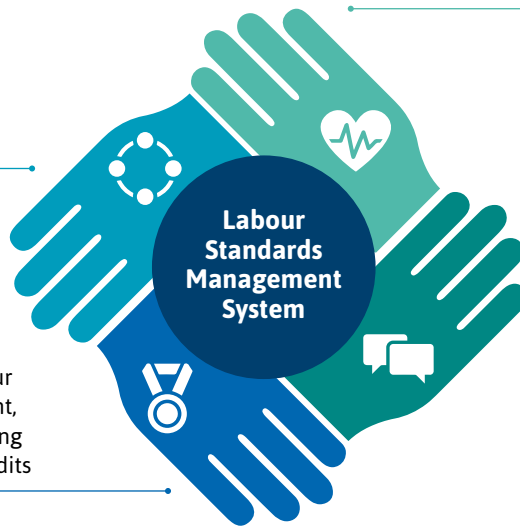 Labour
Standards
Management
System
ur
nt,
ng
dits